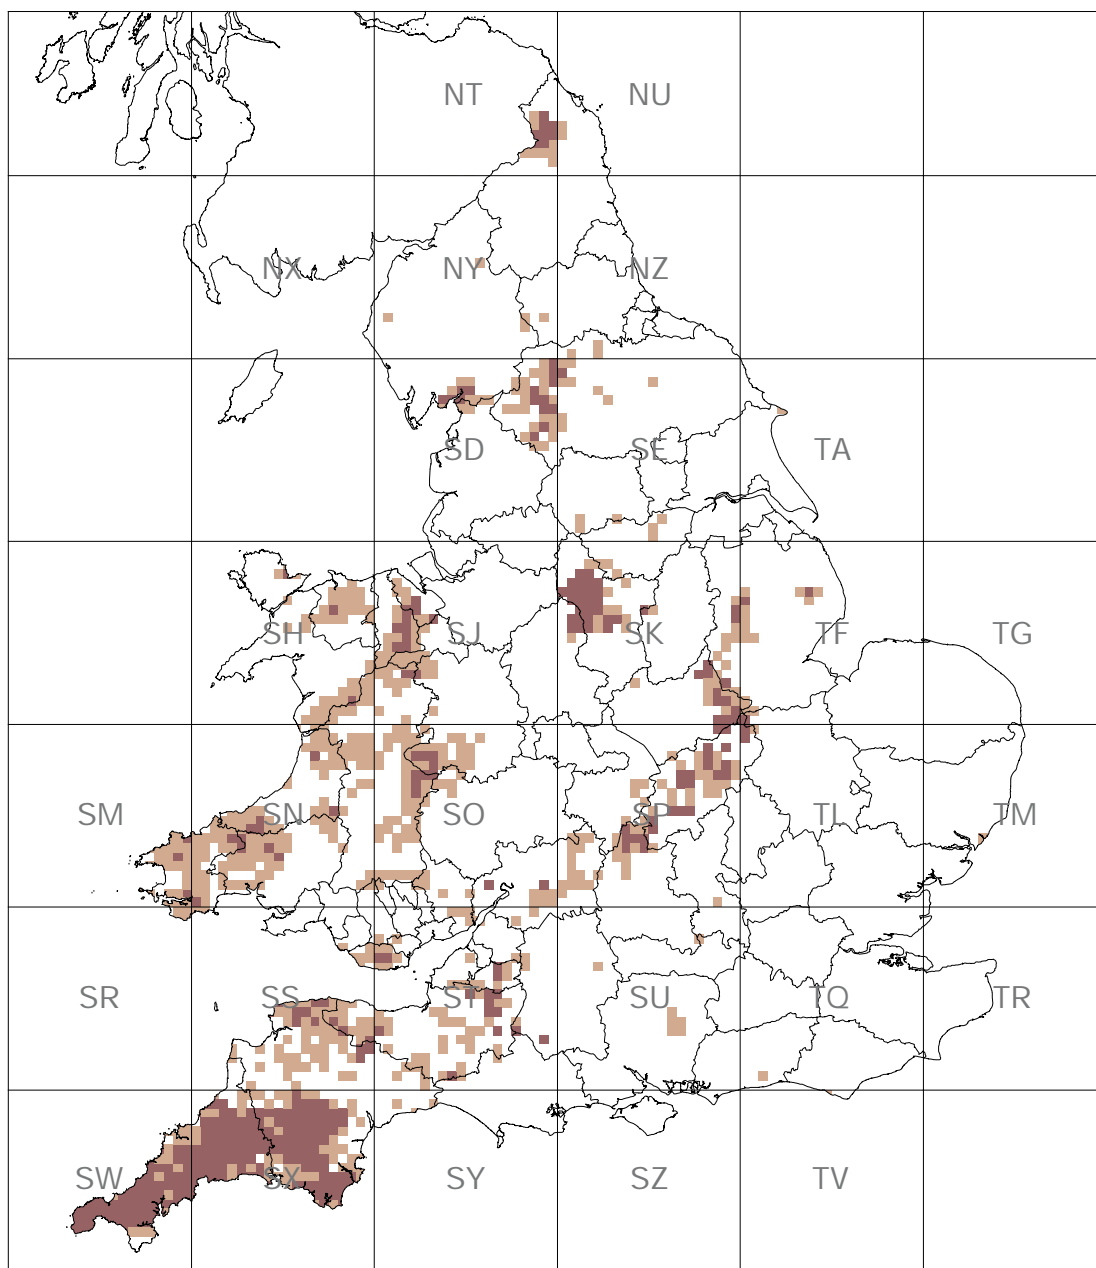 NT NU
NX NY NZ
SD SE TA
SH SJ SK TF TG
SM SN SO SP TL TM
SR SS ST SU TQ TR
SW SX SY SZ TV